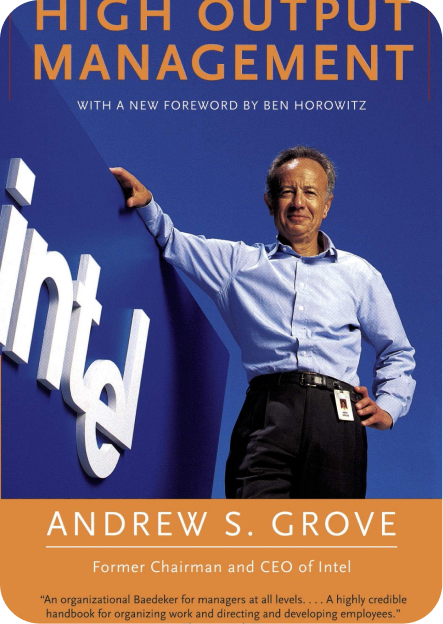 HIGH OUTPUT
MANAGEMENT
WITH A NEW FOREWORD BY BEN HOROWITZ
intel
ANDREW S. GROVE
Former Chairman and CEO of Intel
“An organizational Baedeker for managers at all levels. . . . A highly credible
handbook for organizing work and directing and developing employees.”